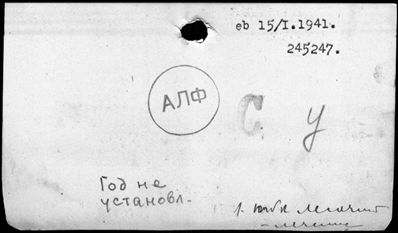 eb 15/I.1941.
245247.
АЛФ
С. У
Год не
установл.